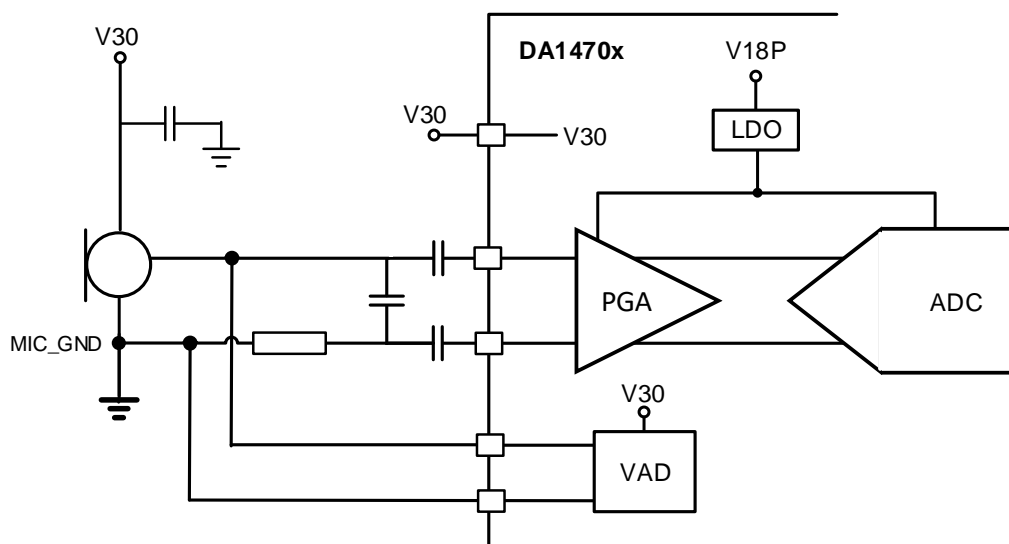 V30
DA1470x
V18P
V30
V30
LDO
PGA
ADC
MIC_GND
V30
VAD